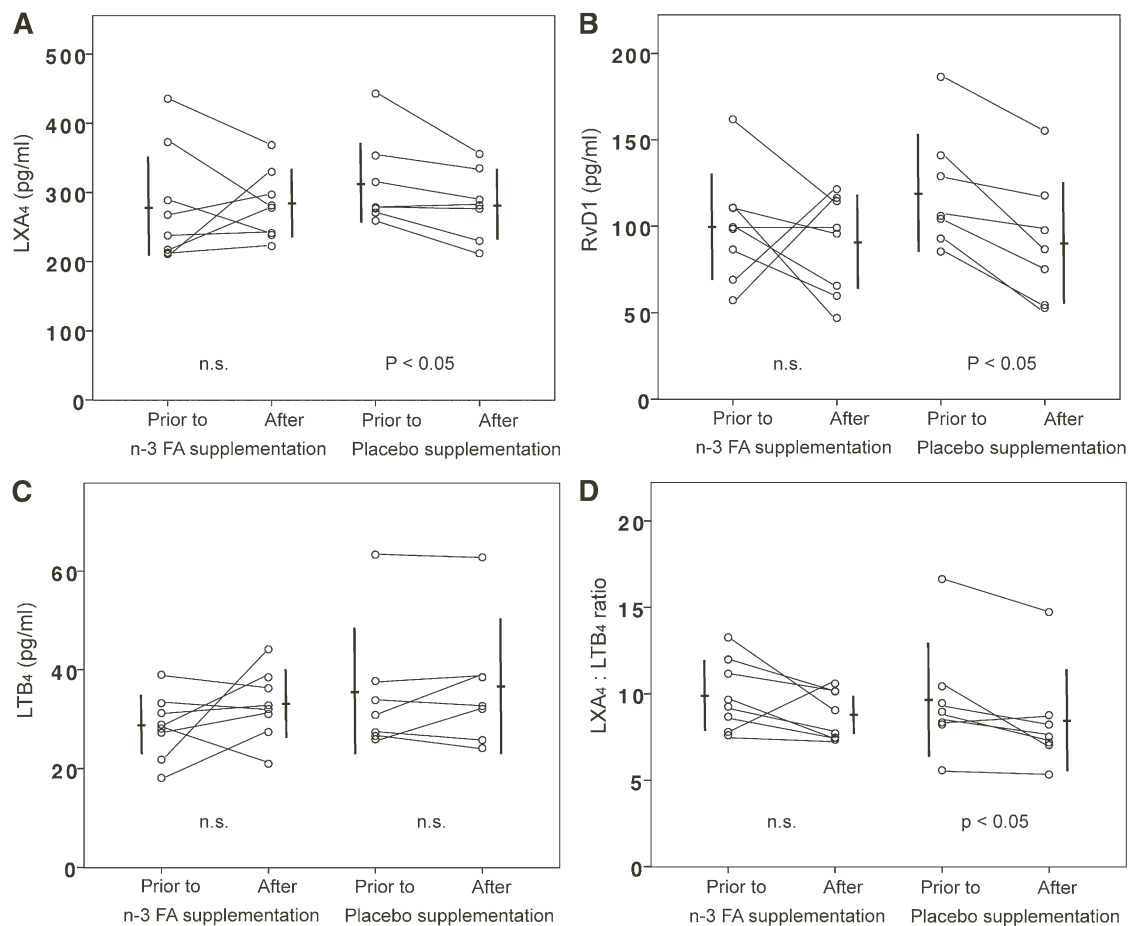 A
LXA4 (pg/ml)
500
400
300
200
100
0
n.s.
P < 0.05
Prior to
After
Prior to
After
n-3 FA supplementation
Placebo supplementation
B
RvD1 (pg/ml)
200
150
100
50
0
n.s.
P < 0.05
Prior to
After
Prior to
After
n-3 FA supplementation
Placebo supplementation
C
LTB4 (pg/ml)
60
40
20
0
n.s.
n.s.
Prior to
After
Prior to
After
n-3 FA supplementation
Placebo supplementation
D
LXA4 : LTB4 ratio
20
15
10
5
0
n.s.
p < 0.05
Prior to
After
Prior to
After
n-3 FA supplementation
Placebo supplementation